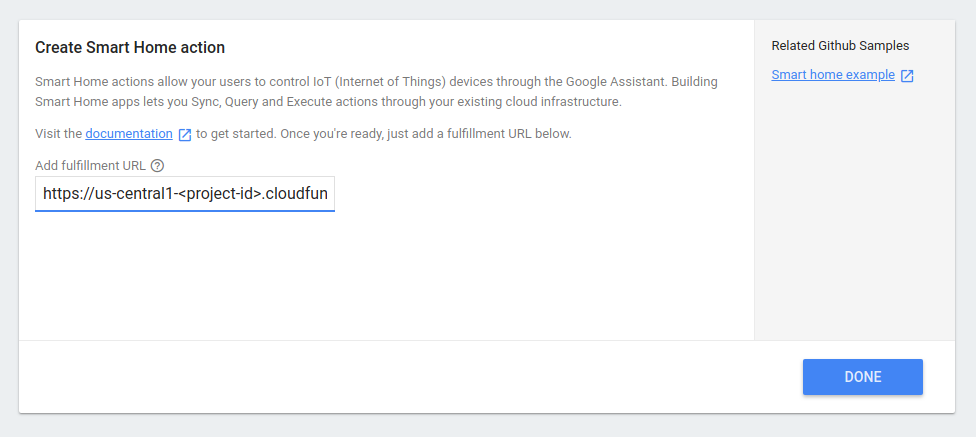 Create Smart Home action
Smart Home actions allow your users to control IoT (Internet of Things) devices through the Google Assistant. Building
Smart Home apps lets you Sync, Query and Execute actions through your existing cloud infrastructure.
Visit the documentation to get started. Once you're ready, just add a fulfillment URL below.
Add fulfillment URL
https://us-central1-<project-id>.cloudfun
DONE
Related Github Samples
Smart home example